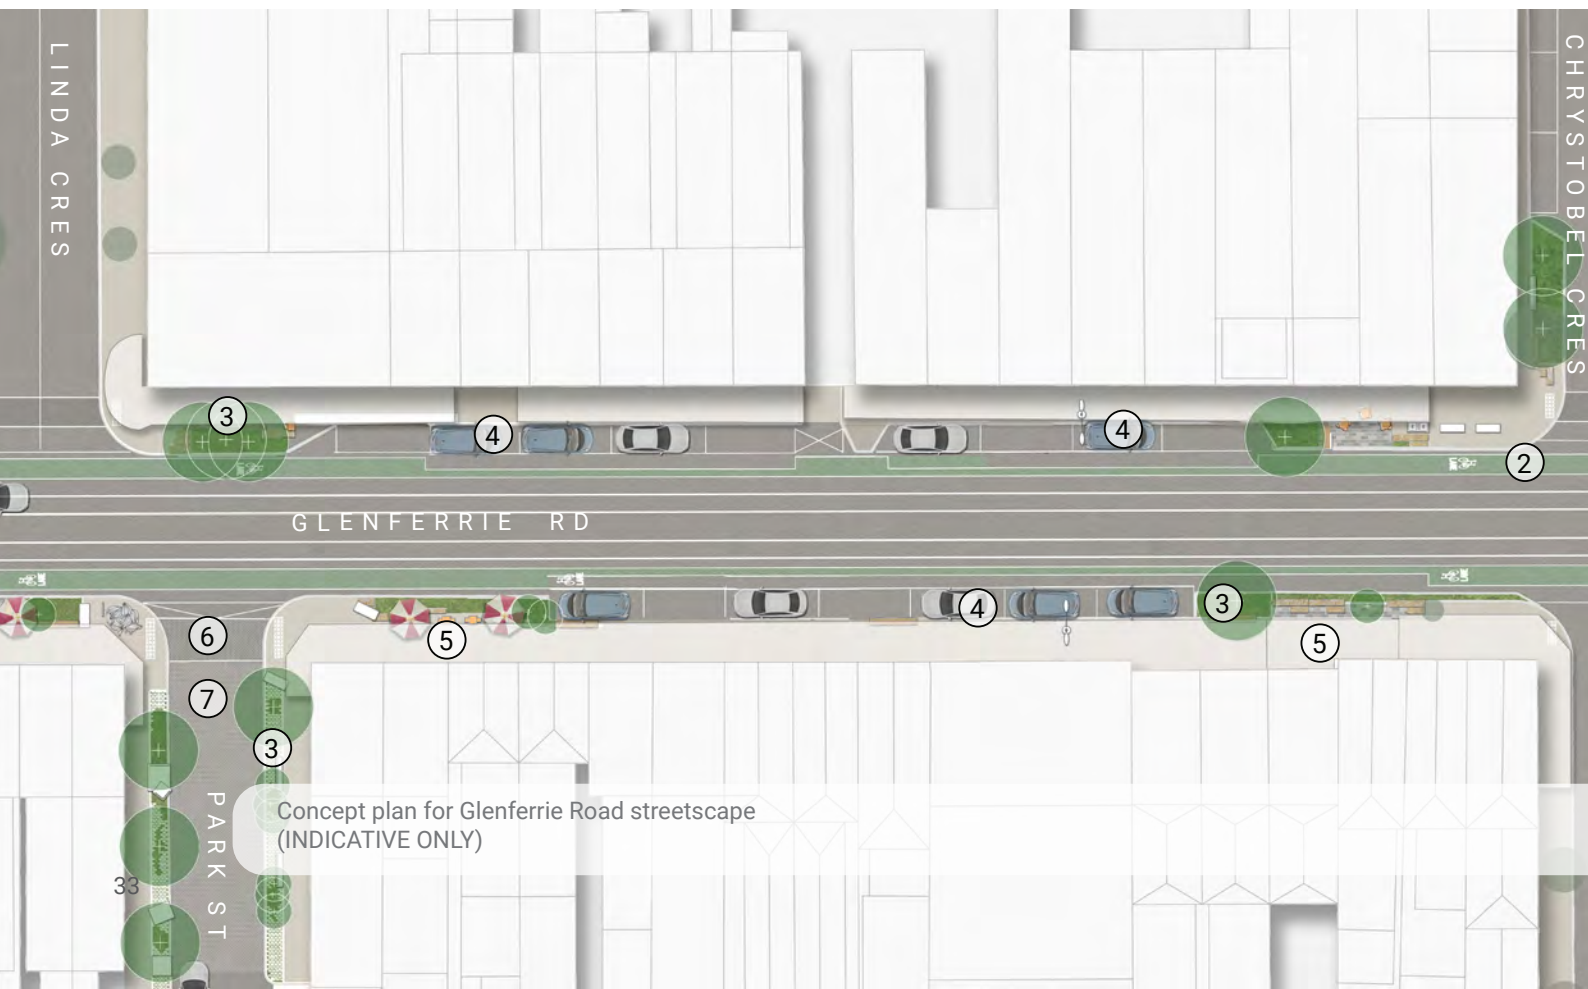 LINDA CRES
CHRYSTOBEL CRES
3
4
4
2
GLENFERRIE RD
3
4
6
5
5
7
3
PARK ST
Concept plan for Glenferrie Road streetscape
(INDICATIVE ONLY)
33